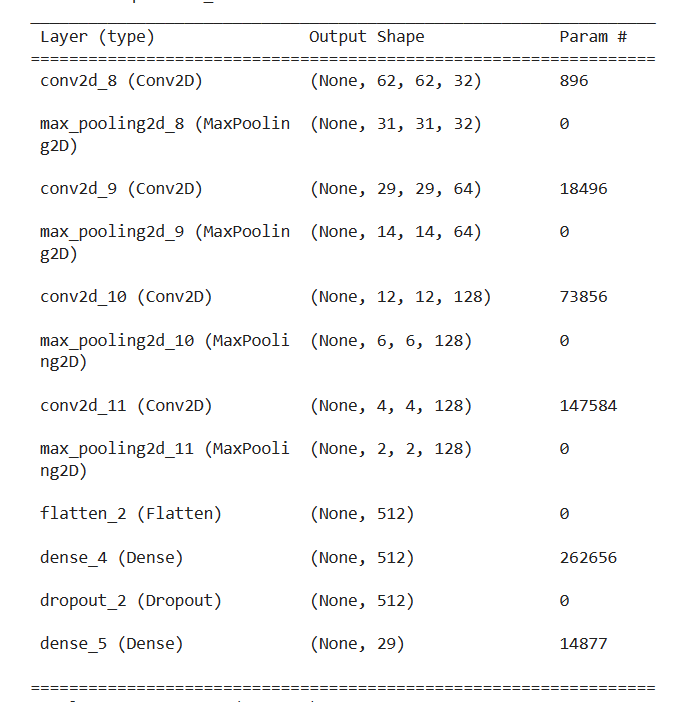 Layer (type) Output Shape Param #
=================================================================
conv2d_8 (Conv2D) (None, 62, 62, 32) 896
max_pooling2d_8 (MaxPoolin (None, 31, 31, 32) 0
g2D)
conv2d_9 (Conv2D) (None, 29, 29, 64) 18496
max_pooling2d_9 (MaxPoolin (None, 14, 14, 64) 0
g2D)
conv2d_10 (Conv2D) (None, 12, 12, 128) 73856
max_pooling2d_10 (MaxPooli (None, 6, 6, 128) 0
ng2D)
conv2d_11 (Conv2D) (None, 4, 4, 128) 147584
max_pooling2d_11 (MaxPooli (None, 2, 2, 128) 0
ng2D)
flatten_2 (Flatten) (None, 512) 0
dense_4 (Dense) (None, 512) 262656
dropout_2 (Dropout) (None, 512) 0
dense_5 (Dense) (None, 29) 14877
=================================================================